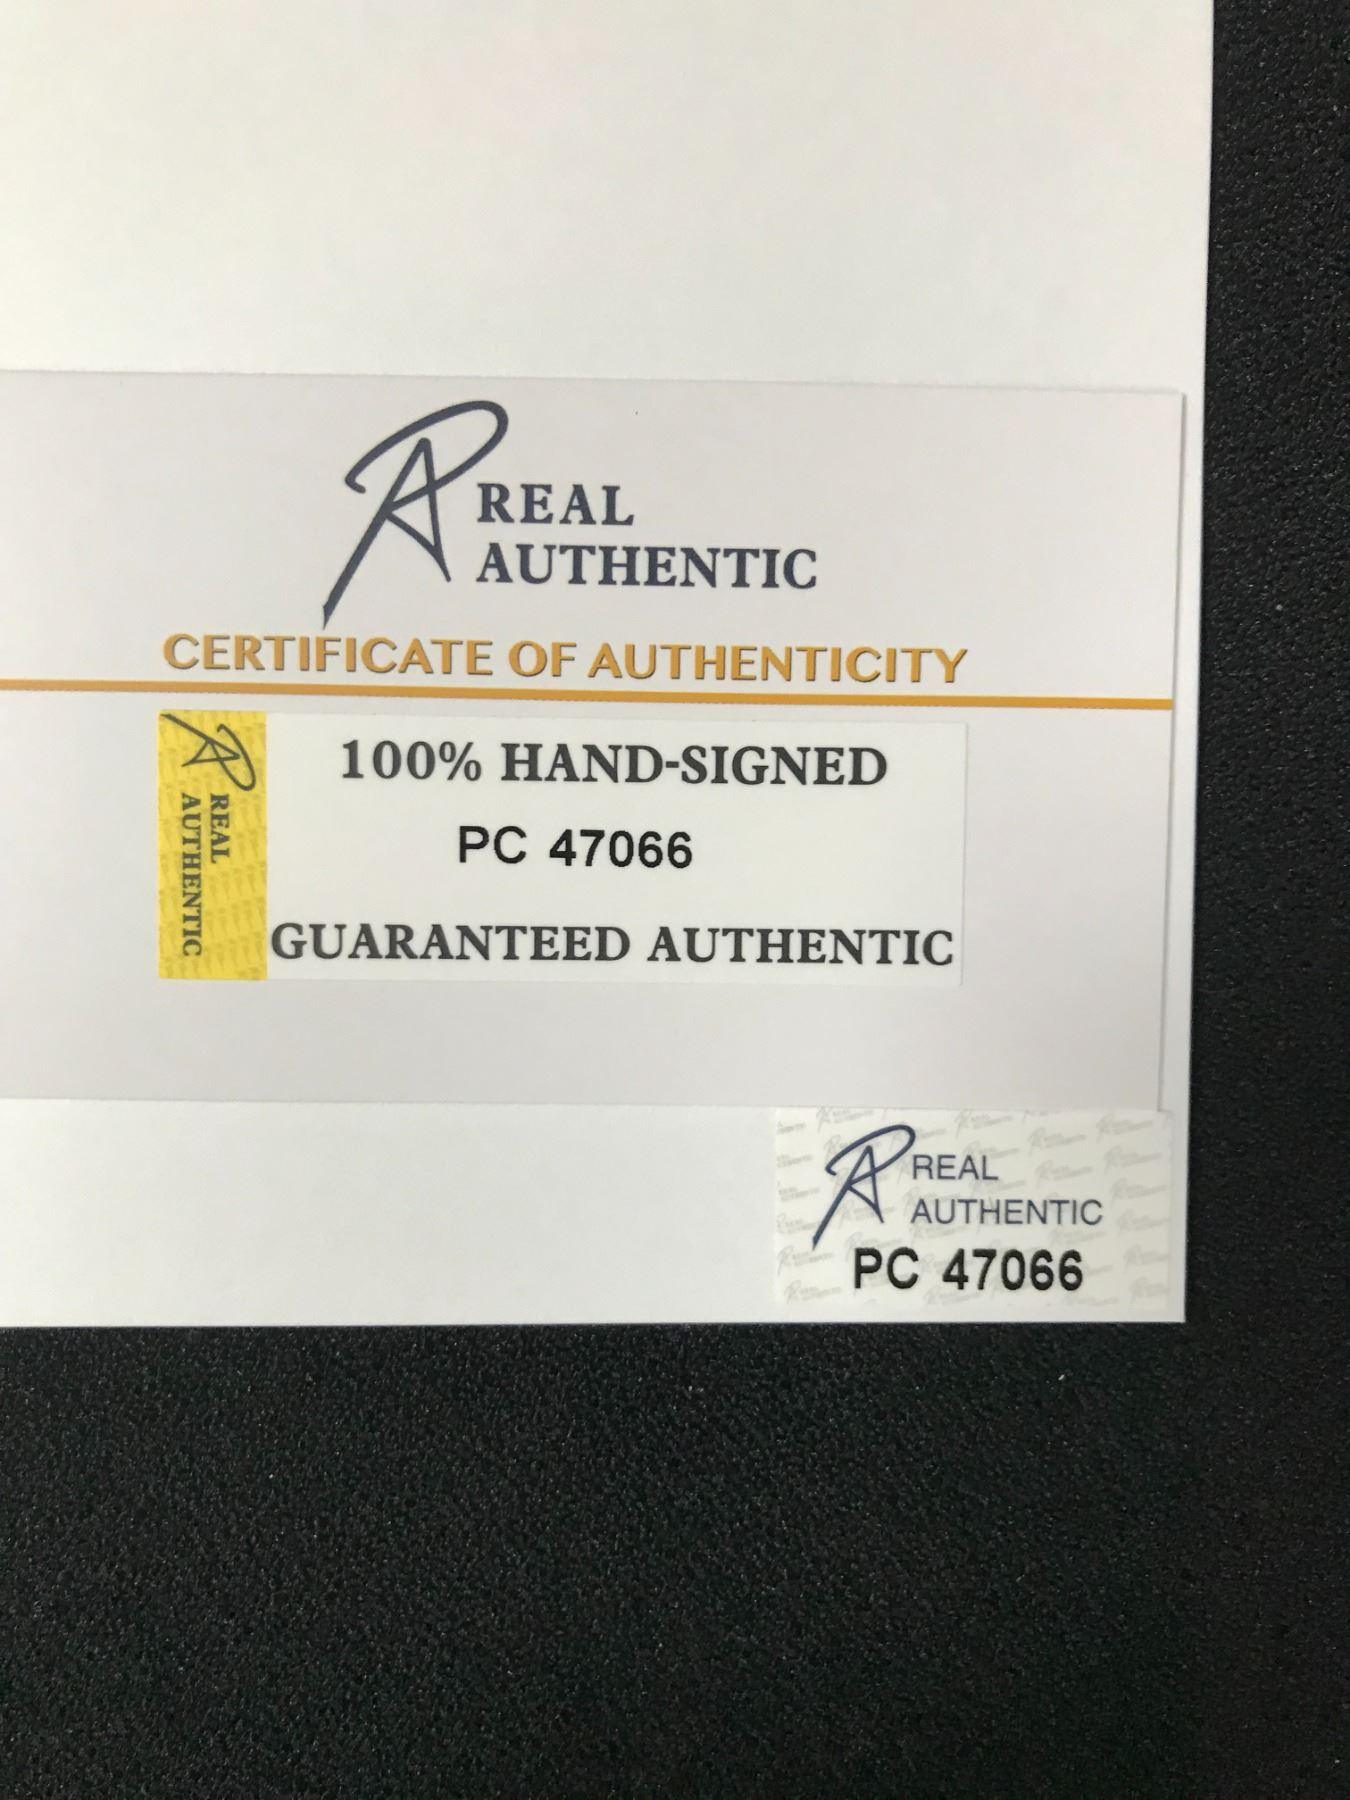 REAL
AUTHENTIC
CERTIFICATE OF AUTHENTICITY
REAL
AUTHENTIC
100% HAND-SIGNED
PC 47066
GUARANTEED AUTHENTIC
REAL
AUTHENTIC
PC 47066